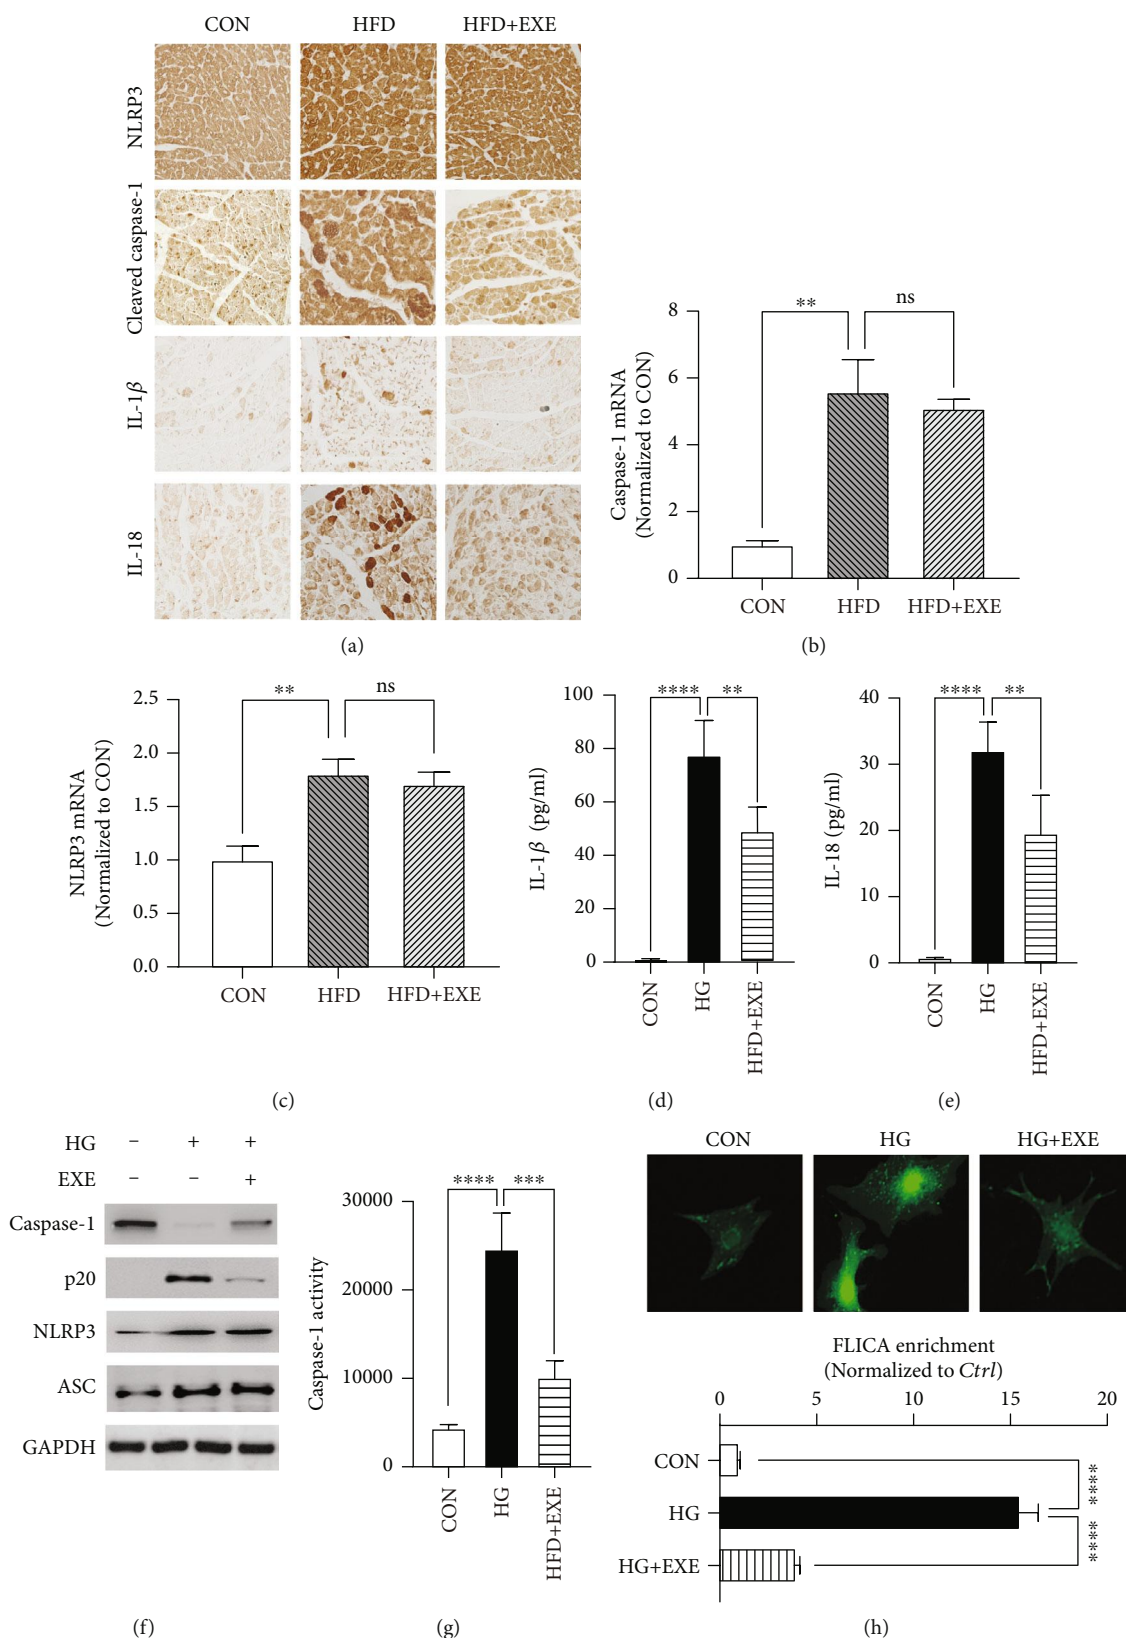 CON HFD HFD+EXE
NLRP3
Cleaved caspase-1
IL-1β
IL-18
(a)
Caspase-1 mRNA
(Normalized to CON)
8
6
4
2
0
** ns
CON HFD HFD+EXE
(b)
NLRP3 mRNA
(Normalized to CON)
2.5
2.0
1.5
1.0
0.5
0.0
** ns
CON HFD HFD+EXE
(c)
IL-1β (pg/ml)
100
80
60
40
20
0
**** **
CON HG HFD+EXE
(d)
IL-18 (pg/ml)
40
30
20
10
0
**** **
CON HG HFD+EXE
(e)
HG − + +
EXE − − +
Caspase-1
p20
NLRP3
ASC
GAPDH
(f)
Caspase-1 activity
30000
20000
10000
0
**** ***
CON HG HFD+EXE
(g)
CON HG HG+EXE
FLICA enrichment
(Normalized to Ctrl)
0 5 10 15 20
CON
HG
HG+EXE
****
****
(h)